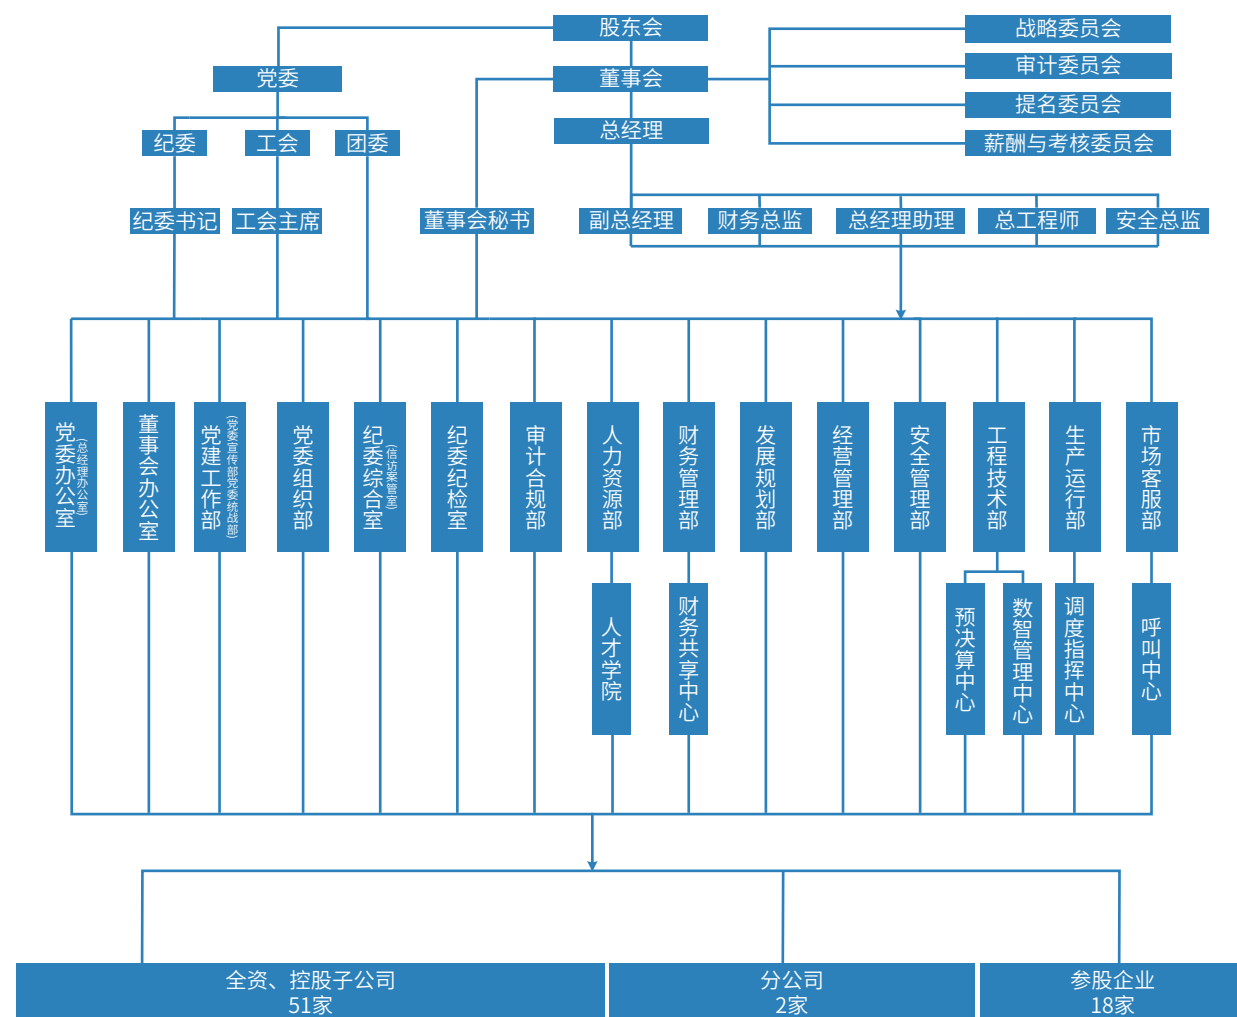 股东会
战略委员会
党委
董事会
审计委员会
提名委员会
总经理
纪委
工会
团委
薪酬与考核委员会
纪委书记
工会主席
董事会秘书
副总经理
财务总监
总经理助理
总工程师
安全总监
党委办公室
(总经理办公室)
董事会办公室
党建工作部
(党委宣传部党委统战部)
党委组织部
纪委综合室
(信访案管室)
纪委纪检室
审计合规部
人力资源部
财务管理部
发展规划部
经营管理部
安全管理部
工程技术部
生产运行部
市场客服部
人才学院
财务共享中心
预决算中心
数智管理中心
调度指挥中心
呼叫中心
全资、控股子公司
51家
分公司
2家
参股企业
18家